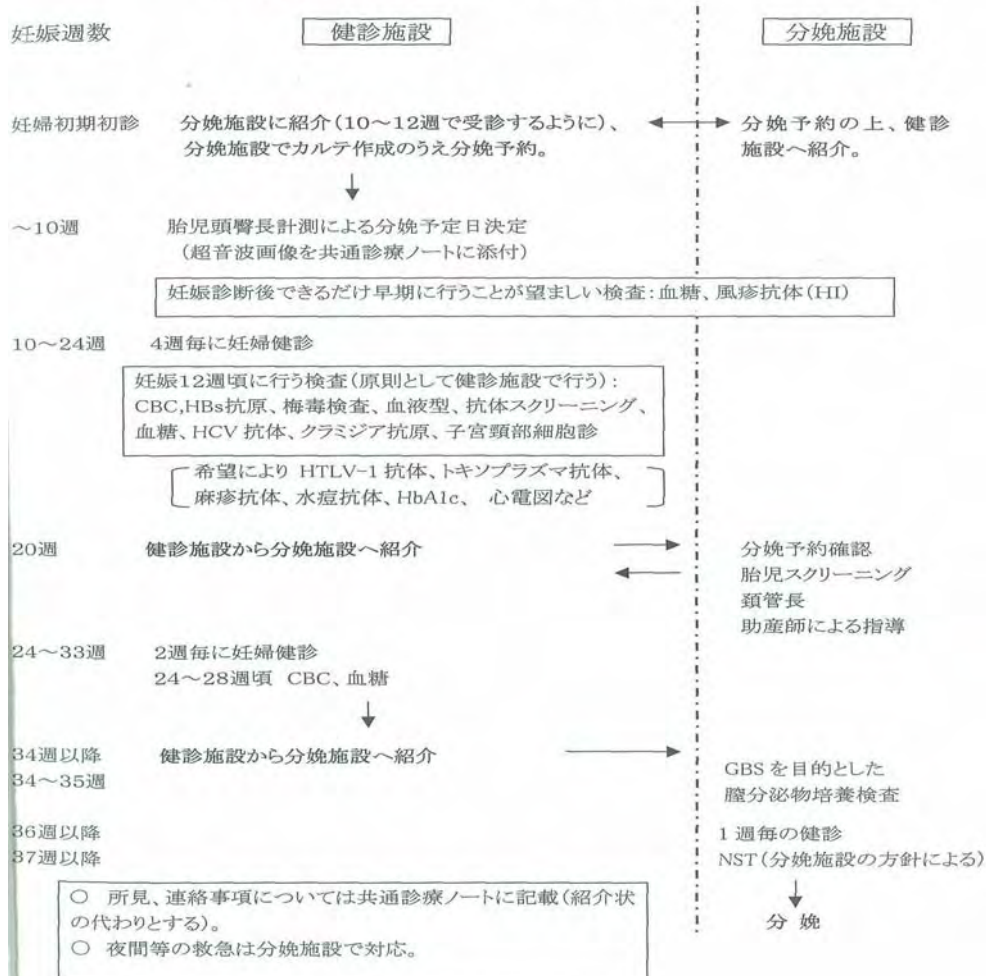 妊娠週数 健診施設 分娩施設
妊婦初期初診 分娩施設に紹介(10～12週で受診するように)、 分娩予約の上、健診
分娩施設でカルテ作成のうえ分娩予約。 施設へ紹介。
～10週 胎児頭臀長計測による分娩予定日決定
(超音波画像を共通診療ノートに添付)
妊娠診断後できるだけ早期に行うことが望ましい検査:血糖、風疹抗体(HI)
10～24週 4週毎に妊婦健診
妊娠12週頃に行う検査(原則として健診施設で行う):
CBC,HBs抗原、梅毒検査、血液型、抗体スクリーニング、
血糖、HCV 抗体、クラミジア抗原、子宮頸部細胞診
希望により HTLV-1 抗体、トキソプラズマ抗体、
麻疹抗体、水痘抗体、HbA1c、 心電図など
20週 健診施設から分娩施設へ紹介 分娩予約確認
胎児スクリーニング
頚管長
助産師による指導
24～33週 2週毎に妊婦健診
24～28週頃 CBC、血糖
34週以降 健診施設から分娩施設へ紹介
34～35週 GBS を目的とした
膣分泌物培養検査
36週以降 1週毎の健診
37週以降 NST(分娩施設の方針による)
分 娩
○ 所見、連絡事項については共通診療ノートに記載(紹介状
の代わりとする)。
○ 夜間等の救急は分娩施設で対応。